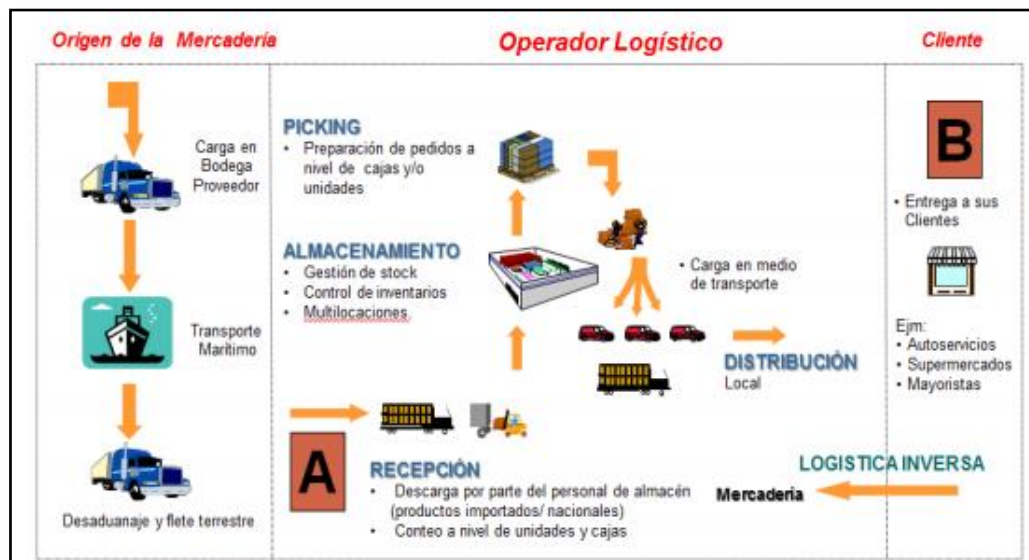 Origen de la Mercadería
Operador Logístico
Cliente
Carga en
Bodega
Proveedor
Transporte
Marítimo
Desaduanaje y flete terrestre
PICKING
• Preparación de pedidos a
nivel de cajas y/o
unidades
ALMACENAMIENTO
• Gestión de stock
• Control de inventarios
• Multilocaciones
• Carga en medio
de transporte
DISTRIBUCIÓN
Local
A
RECEPCIÓN
• Descarga por parte del personal de almacén
(productos importados/ nacionales)
• Conteo a nivel de unidades y cajas
B
• Entrega a sus
Clientes
Ejm:
• Autoservicios
• Supermercados
• Mayoristas
LOGISTICA INVERSA
Mercadería